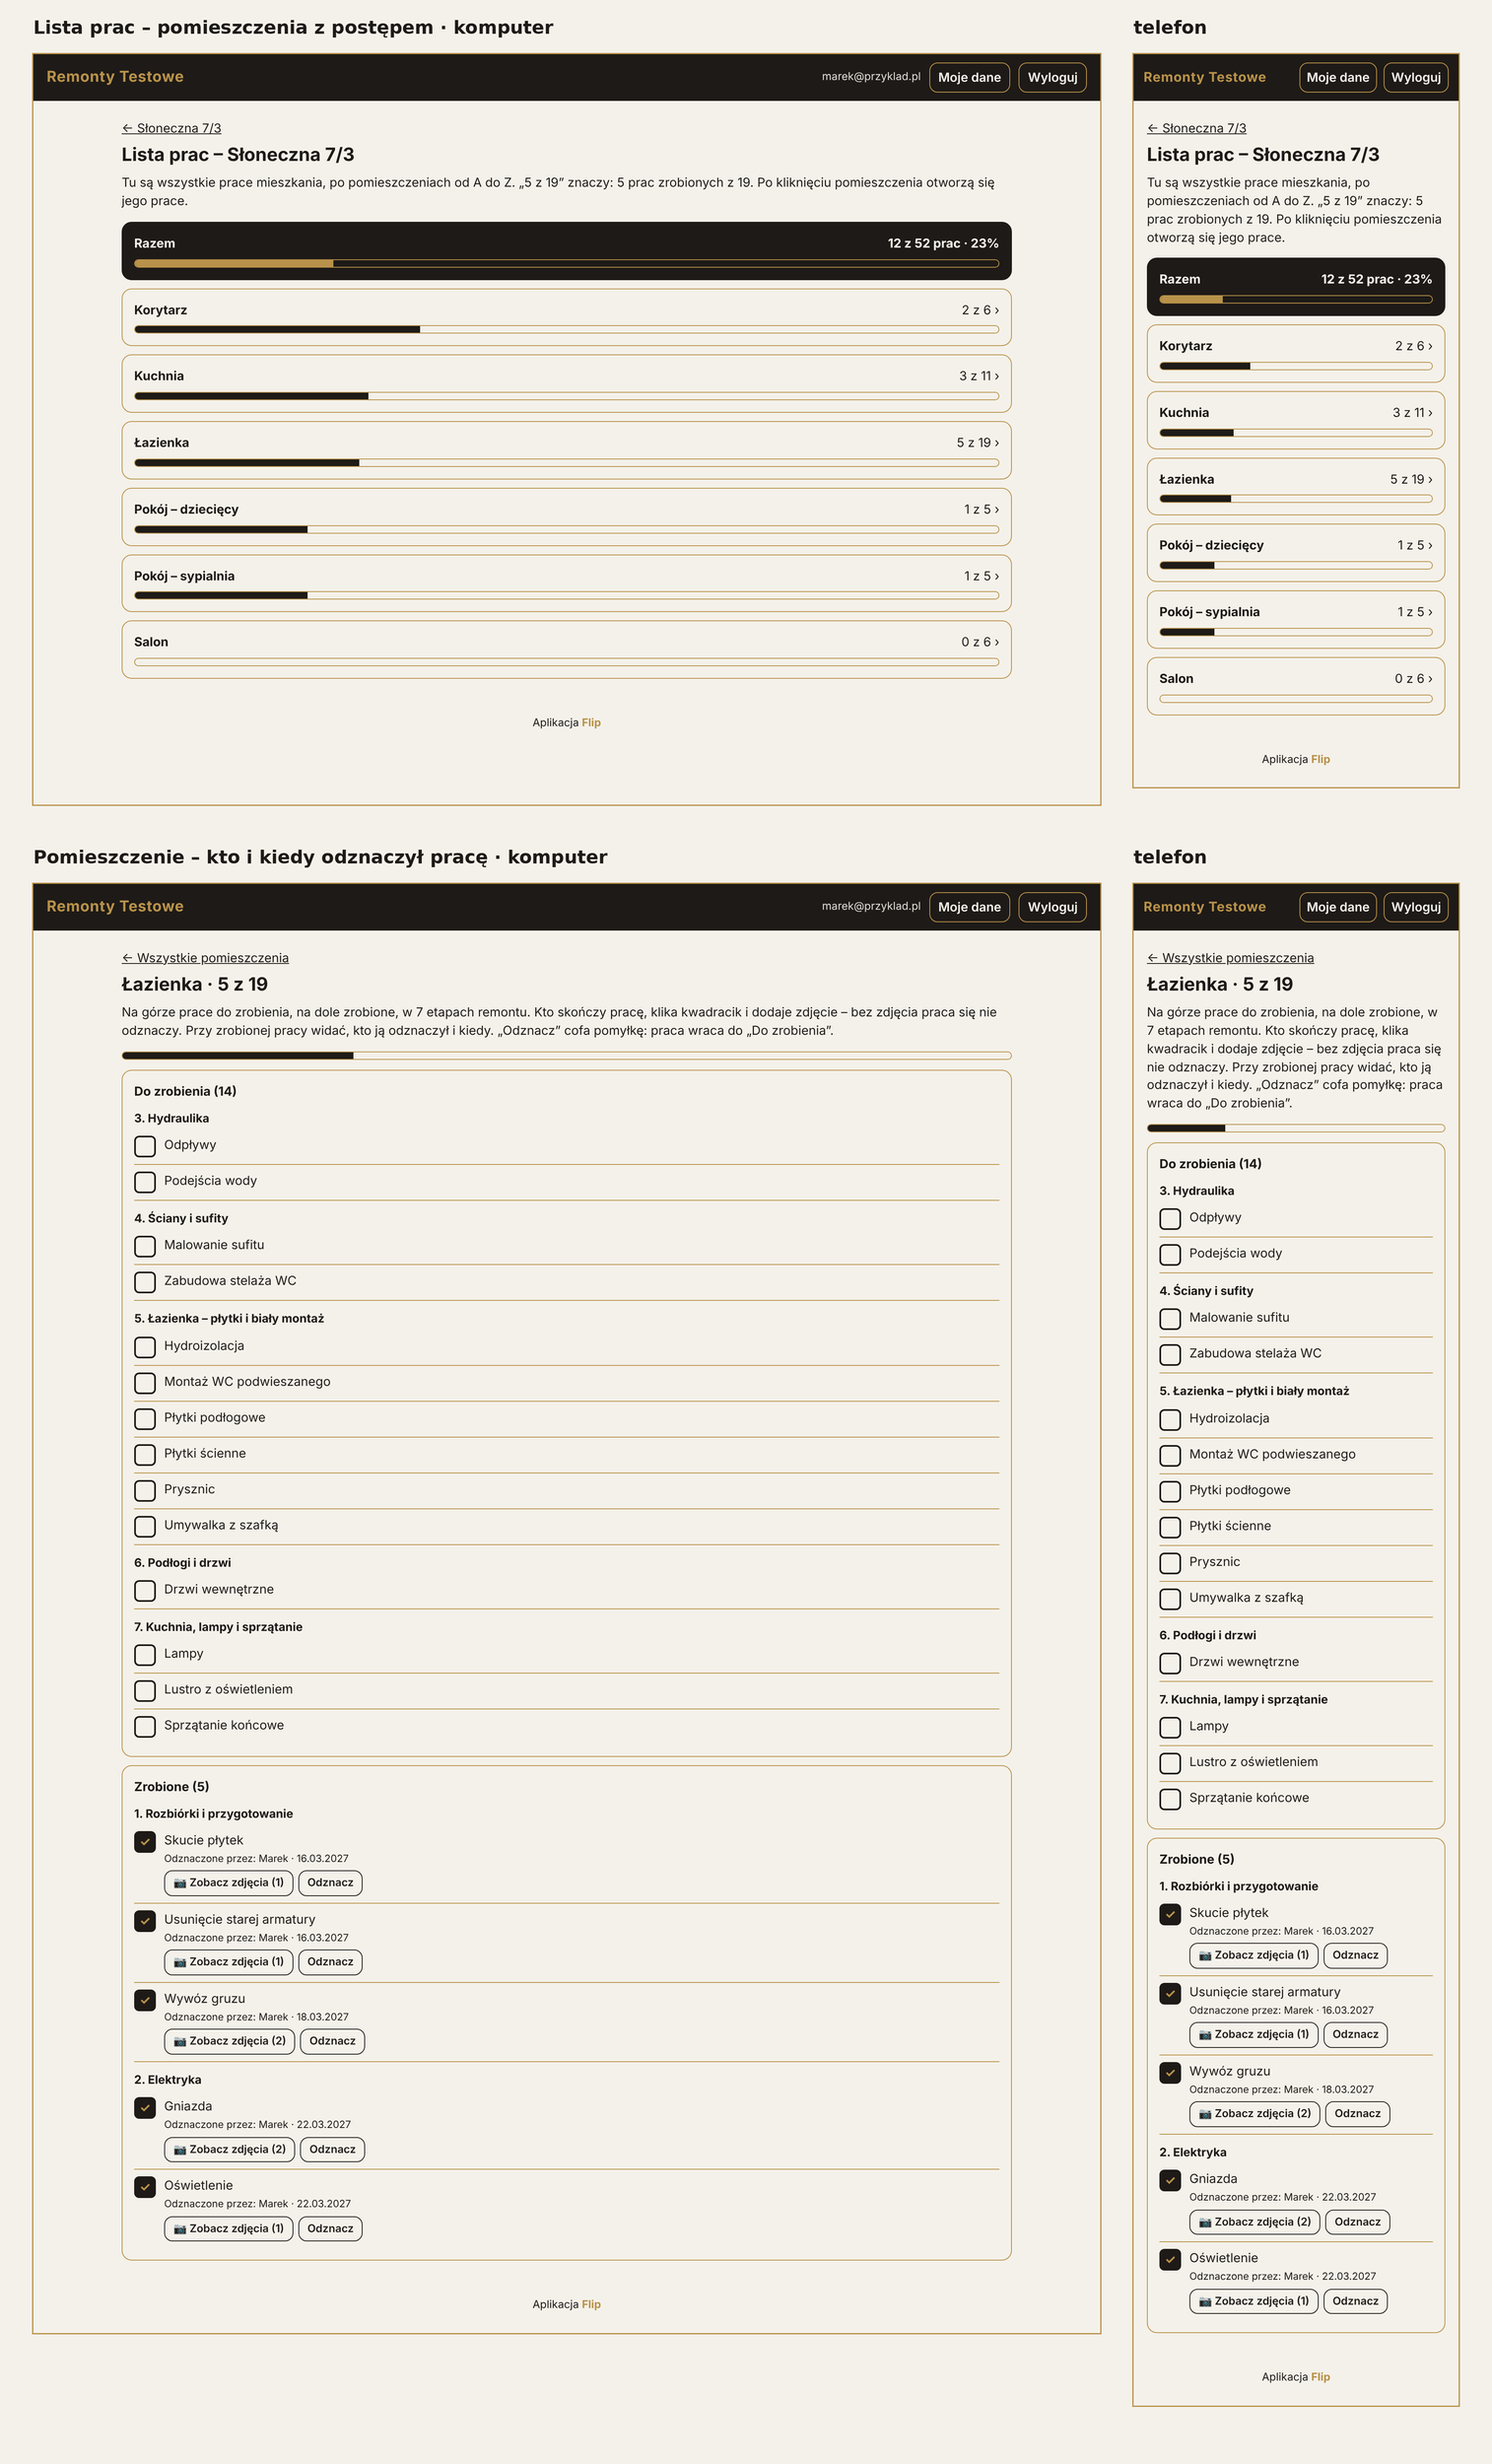 Lista prac – pomieszczenia z postępem · komputer
Remonty Testowe
marek@przyklad.pl
Moje dane
Wyloguj
← Słoneczna 7/3
Lista prac – Słoneczna 7/3
Tu są wszystkie prace mieszkania, po pomieszczeniach od A do Z. „5 z 19” znaczy: 5 prac zrobionych z 19. Po kliknięciu pomieszczenia otworzą się
jego prace.
Razem
12 z 52 prac · 23%
Korytarz
2 z 6 ›
Kuchnia
3 z 11 ›
Łazienka
5 z 19 ›
Pokój – dziecięcy
1 z 5 ›
Pokój – sypialnia
1 z 5 ›
Salon
0 z 6 ›
Aplikacja Flip
telefon
Remonty Testowe
Moje dane
Wyloguj
← Słoneczna 7/3
Lista prac – Słoneczna 7/3
Tu są wszystkie prace mieszkania, po
pomieszczeniach od A do Z. „5 z 19” znaczy: 5
prac zrobionych z 19. Po kliknięciu pomieszczenia
otworzą się jego prace.
Razem
12 z 52 prac · 23%
Korytarz
2 z 6 ›
Kuchnia
3 z 11 ›
Łazienka
5 z 19 ›
Pokój – dziecięcy
1 z 5 ›
Pokój – sypialnia
1 z 5 ›
Salon
0 z 6 ›
Aplikacja Flip
Pomieszczenie – kto i kiedy odznaczył pracę · komputer
Remonty Testowe
marek@przyklad.pl
Moje dane
Wyloguj
← Wszystkie pomieszczenia
Łazienka · 5 z 19
Na górze prace do zrobienia, na dole zrobione, w 7 etapach remontu. Kto skończy pracę, klika kwadracik i dodaje zdjęcie – bez zdjęcia praca się nie
odznaczy. Przy zrobionej pracy widać, kto ją odznaczył i kiedy. „Odznacz” cofa pomyłkę: praca wraca do „Do zrobienia”.
Do zrobienia (14)
3. Hydraulika
Odpływy
Podejścia wody
4. Ściany i sufity
Malowanie sufitu
Zabudowa stelaża WC
5. Łazienka – płytki i biały montaż
Hydroizolacja
Montaż WC podwieszanego
Płytki podłogowe
Płytki ścienne
Prysznic
Umywalka z szafką
6. Podłogi i drzwi
Drzwi wewnętrzne
7. Kuchnia, lampy i sprzątanie
Lampy
Lustro z oświetleniem
Sprzątanie końcowe
Zrobione (5)
1. Rozbiórki i przygotowanie
Skucie płytek
Odznaczone przez: Marek · 16.03.2027
📷 Zobacz zdjęcia (1)
Odznacz
Usunięcie starej armatury
Odznaczone przez: Marek · 16.03.2027
📷 Zobacz zdjęcia (1)
Odznacz
Wywóz gruzu
Odznaczone przez: Marek · 18.03.2027
📷 Zobacz zdjęcia (2)
Odznacz
2. Elektryka
Gniazda
Odznaczone przez: Marek · 22.03.2027
📷 Zobacz zdjęcia (2)
Odznacz
Oświetlenie
Odznaczone przez: Marek · 22.03.2027
📷 Zobacz zdjęcia (1)
Odznacz
Aplikacja Flip
telefon
Remonty Testowe
Moje dane
Wyloguj
← Wszystkie pomieszczenia
Łazienka · 5 z 19
Na górze prace do zrobienia, na dole zrobione, w
7 etapach remontu. Kto skończy pracę, klika
kwadracik i dodaje zdjęcie – bez zdjęcia praca się
nie odznaczy. Przy zrobionej pracy widać, kto ją
odznaczył i kiedy. „Odznacz” cofa pomyłkę: praca
wraca do „Do zrobienia”.
Do zrobienia (14)
3. Hydraulika
Odpływy
Podejścia wody
4. Ściany i sufity
Malowanie sufitu
Zabudowa stelaża WC
5. Łazienka – płytki i biały montaż
Hydroizolacja
Montaż WC podwieszanego
Płytki podłogowe
Płytki ścienne
Prysznic
Umywalka z szafką
6. Podłogi i drzwi
Drzwi wewnętrzne
7. Kuchnia, lampy i sprzątanie
Lampy
Lustro z oświetleniem
Sprzątanie końcowe
Zrobione (5)
1. Rozbiórki i przygotowanie
Skucie płytek
Odznaczone przez: Marek · 16.03.2027
📷 Zobacz zdjęcia (1)
Odznacz
Usunięcie starej armatury
Odznaczone przez: Marek · 16.03.2027
📷 Zobacz zdjęcia (1)
Odznacz
Wywóz gruzu
Odznaczone przez: Marek · 18.03.2027
📷 Zobacz zdjęcia (2)
Odznacz
2. Elektryka
Gniazda
Odznaczone przez: Marek · 22.03.2027
📷 Zobacz zdjęcia (2)
Odznacz
Oświetlenie
Odznaczone przez: Marek · 22.03.2027
📷 Zobacz zdjęcia (1)
Odznacz
Aplikacja Flip